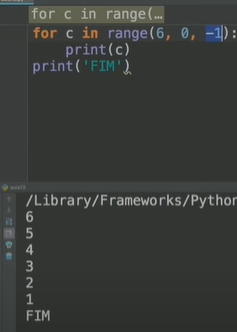 for c in range(…
for c in range(6, 0, -1):
    print(c)
print('FIM')
/Library/Frameworks/Python
6
5
4
3
2
1
FIM